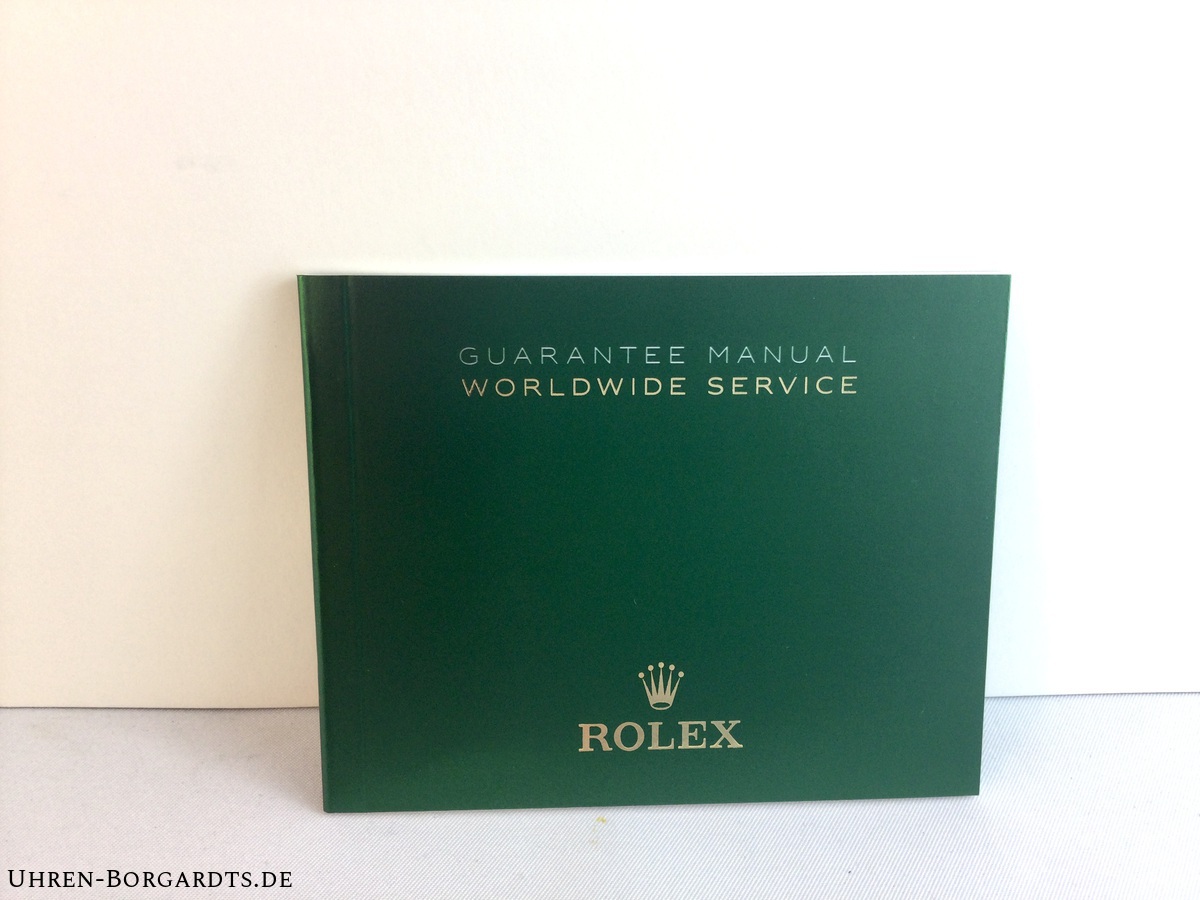 GUARANTEE MANUAL
WORLDWIDE SERVICE
ROLEX
Uhren-Borgardts.de